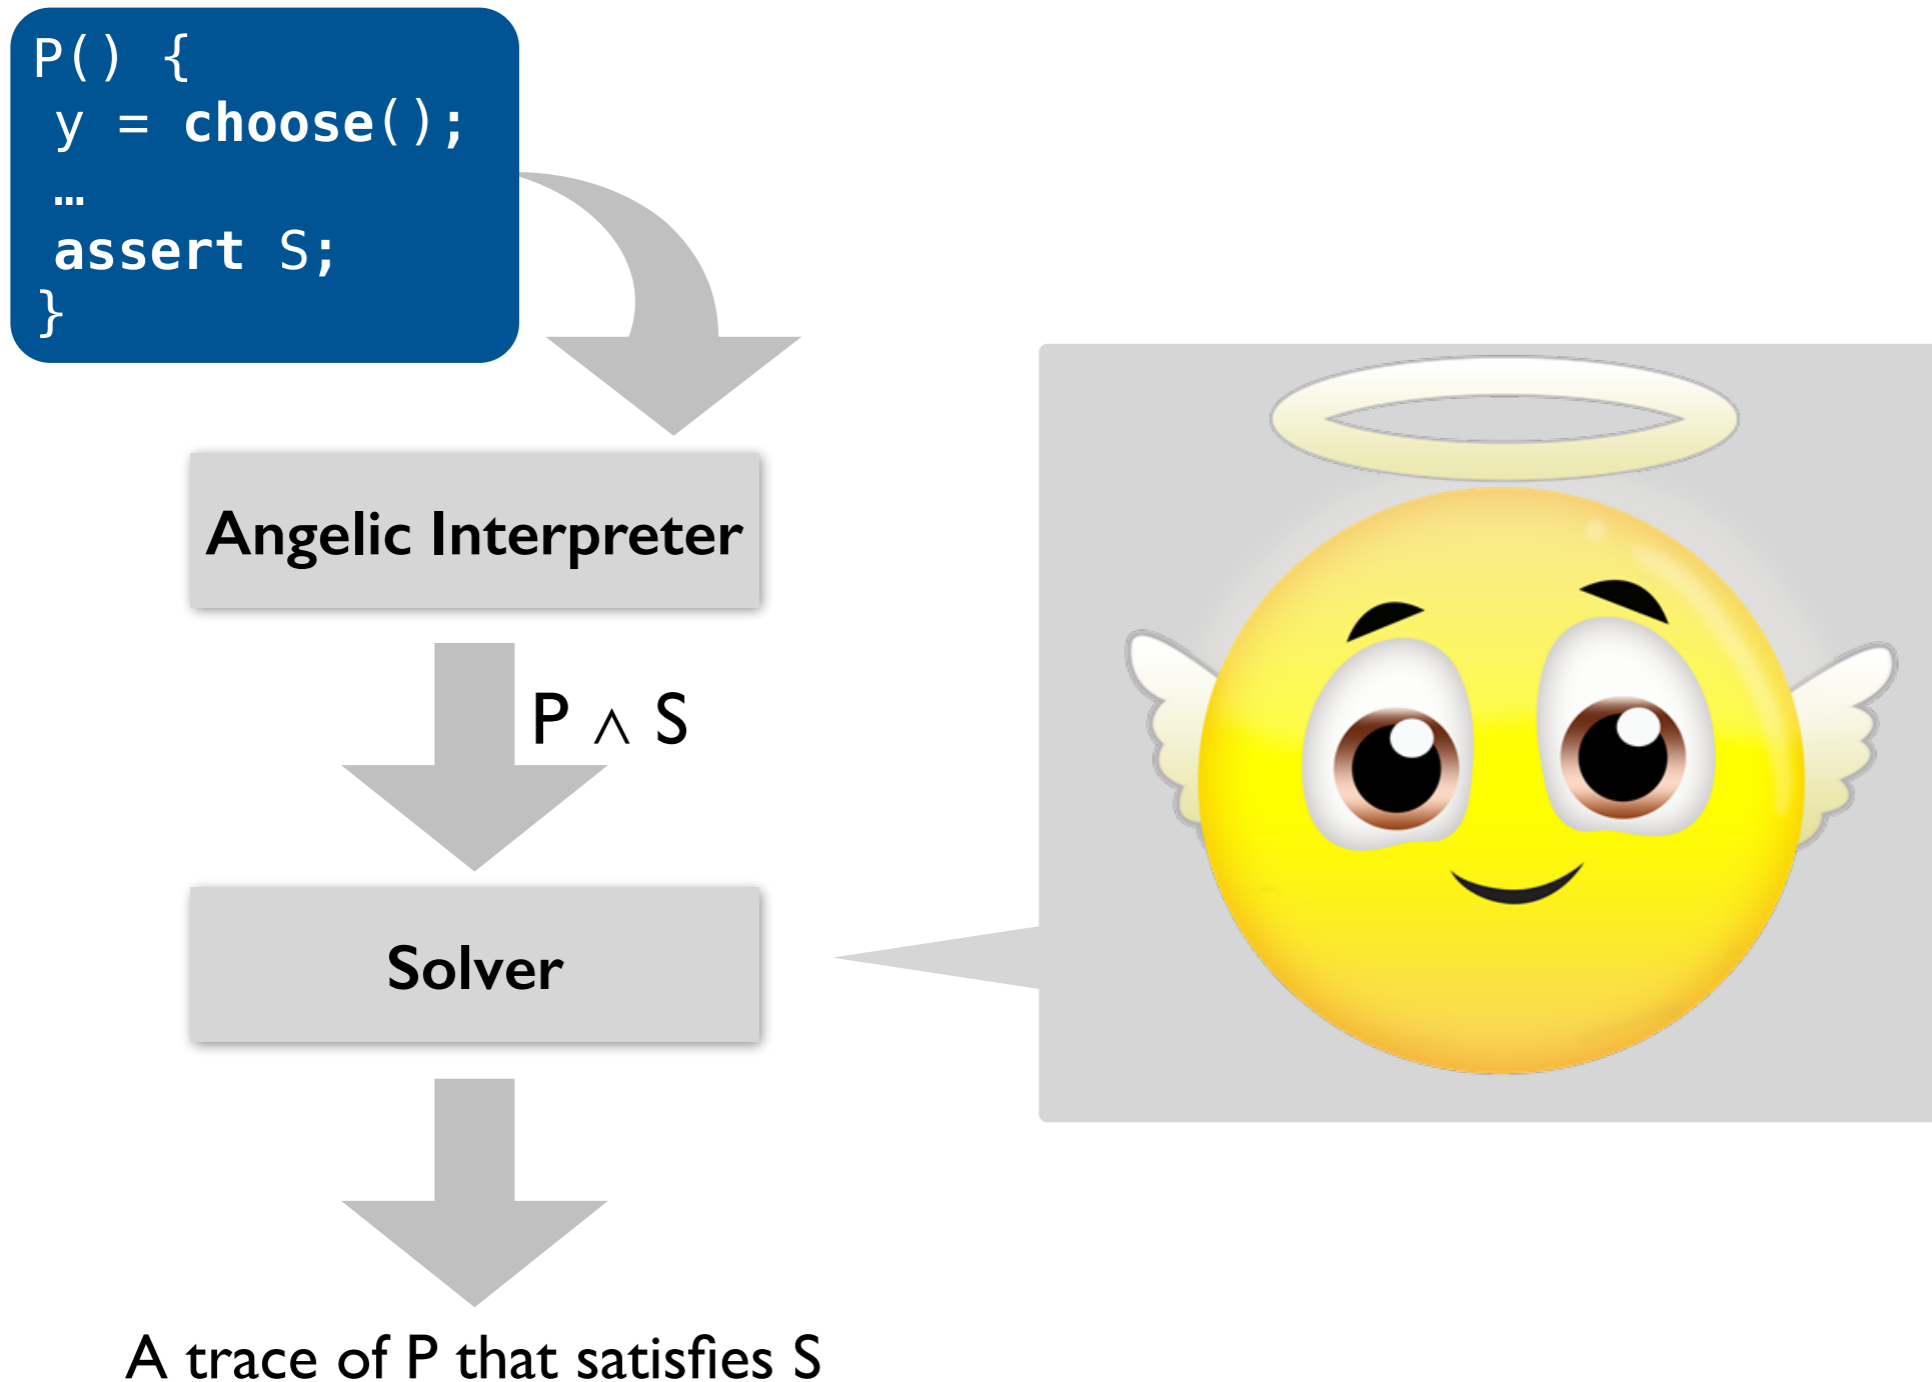 P() {
y = choose();
…
assert S;
}
Angelic Interpreter
P ∧ S
Solver
A trace of P that satisfies S